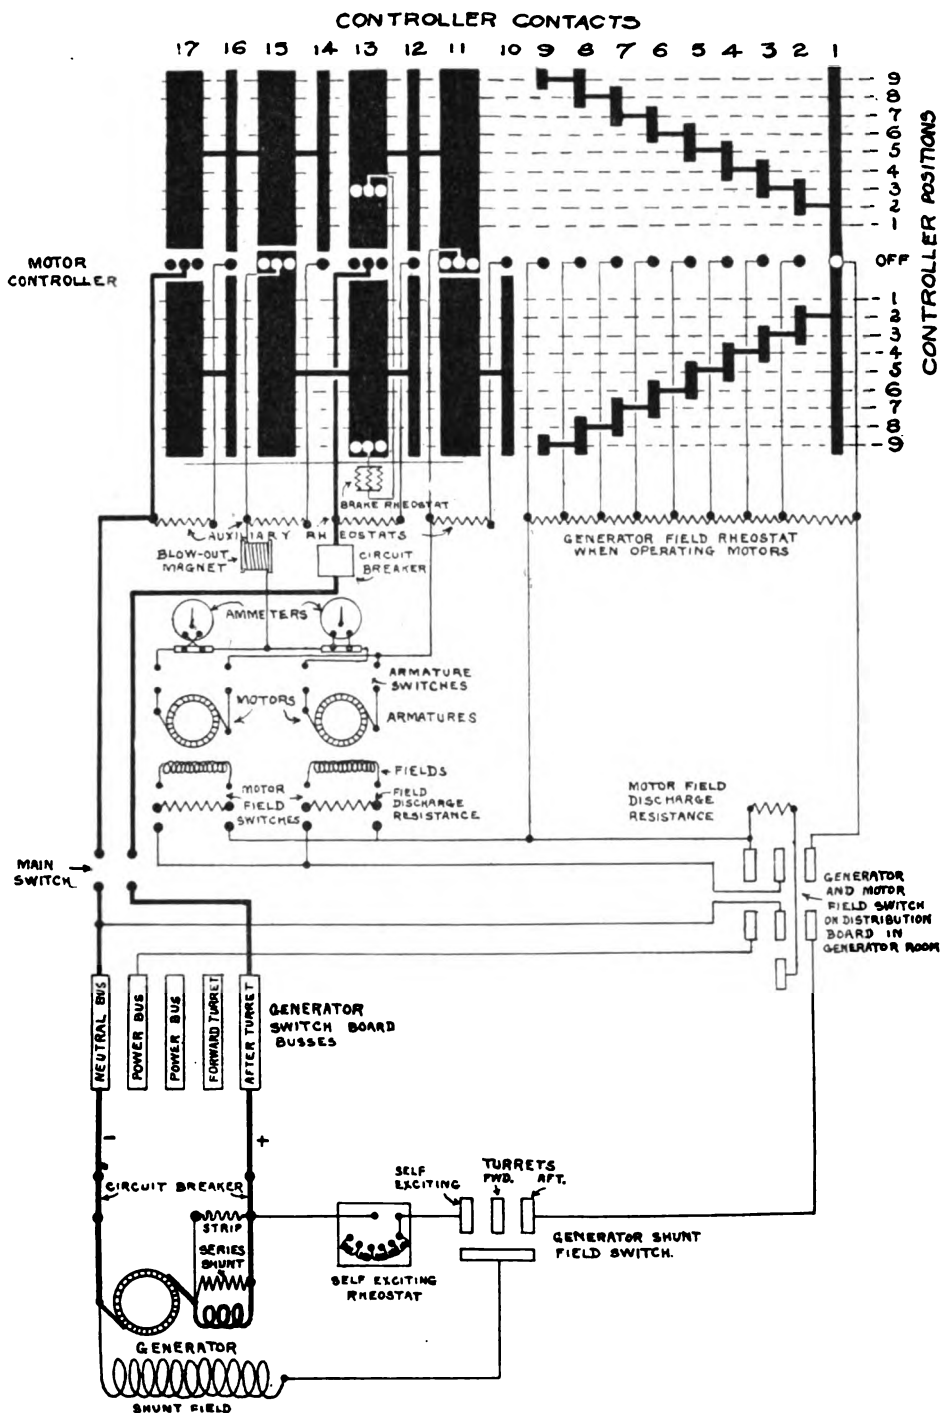 CONTROLLER CONTACTS
17 16 15 14 13 12 11 10 9 8 7 6 5 4 3 2 1
9
8
7
6
5
4
3
2
1
OFF
1
2
3
4
5
6
7
8
9
CONTROLLER POSITIONS
MOTOR
CONTROLLER
BRAKE RHEOSTAT
AUXILIARY RHEOSTATS
BLOW-OUT
MAGNET
CIRCUIT
BREAKER
GENERATOR FIELD RHEOSTAT
WHEN OPERATING MOTORS
AMMETERS
ARMATURE
SWITCHES
MOTORS
ARMATURES
FIELDS
MOTOR
FIELD
SWITCHES
FIELD
DISCHARGE
RESISTANCE
MOTOR FIELD
DISCHARGE
RESISTANCE
MAIN
SWITCH
GENERATOR
AND MOTOR
FIELD SWITCH
ON DISTRIBUTION
BOARD IN
GENERATOR ROOM
NEUTRAL BUS
POWER BUS
POWER BUS
FORWARD TURRET
AFTER TURRET
GENERATOR
SWITCH BOARD
BUSSES
- +
CIRCUIT BREAKER
STRIP
SERIES
SHUNT
SELF
EXCITING
TURRETS
FWD. AFT.
GENERATOR SHUNT
FIELD SWITCH.
SELF EXCITING
RHEOSTAT
GENERATOR
SHUNT FIELD